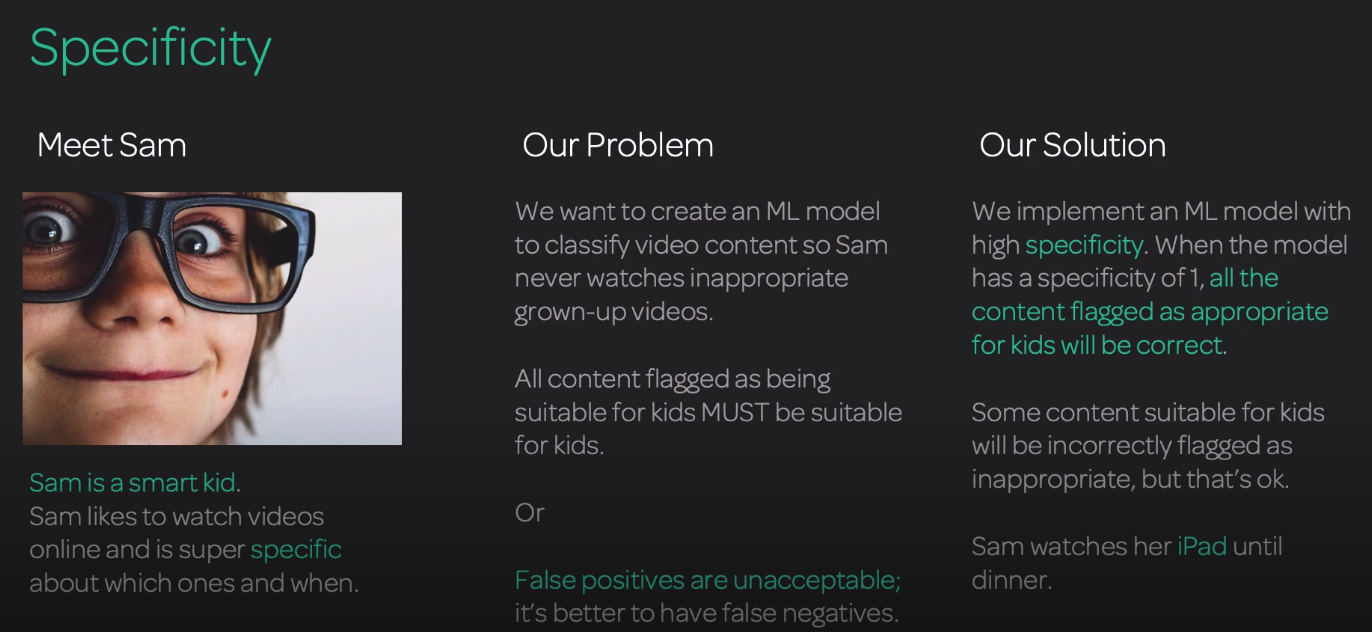 Specificity
Meet Sam
Sam is a smart kid.
Sam likes to watch videos
online and is super specific
about which ones and when.
Our Problem
We want to create an ML model
to classify video content so Sam
never watches inappropriate
grown-up videos.
All content flagged as being
suitable for kids MUST be suitable
for kids.
Or
False positives are unacceptable;
it's better to have false negatives.
Our Solution
We implement an ML model with
high specificity. When the model
has a specificity of 1, all the
content flagged as appropriate
for kids will be correct.
Some content suitable for kids
will be incorrectly flagged as
inappropriate, but that's ok.
Sam watches her iPad until
dinner.